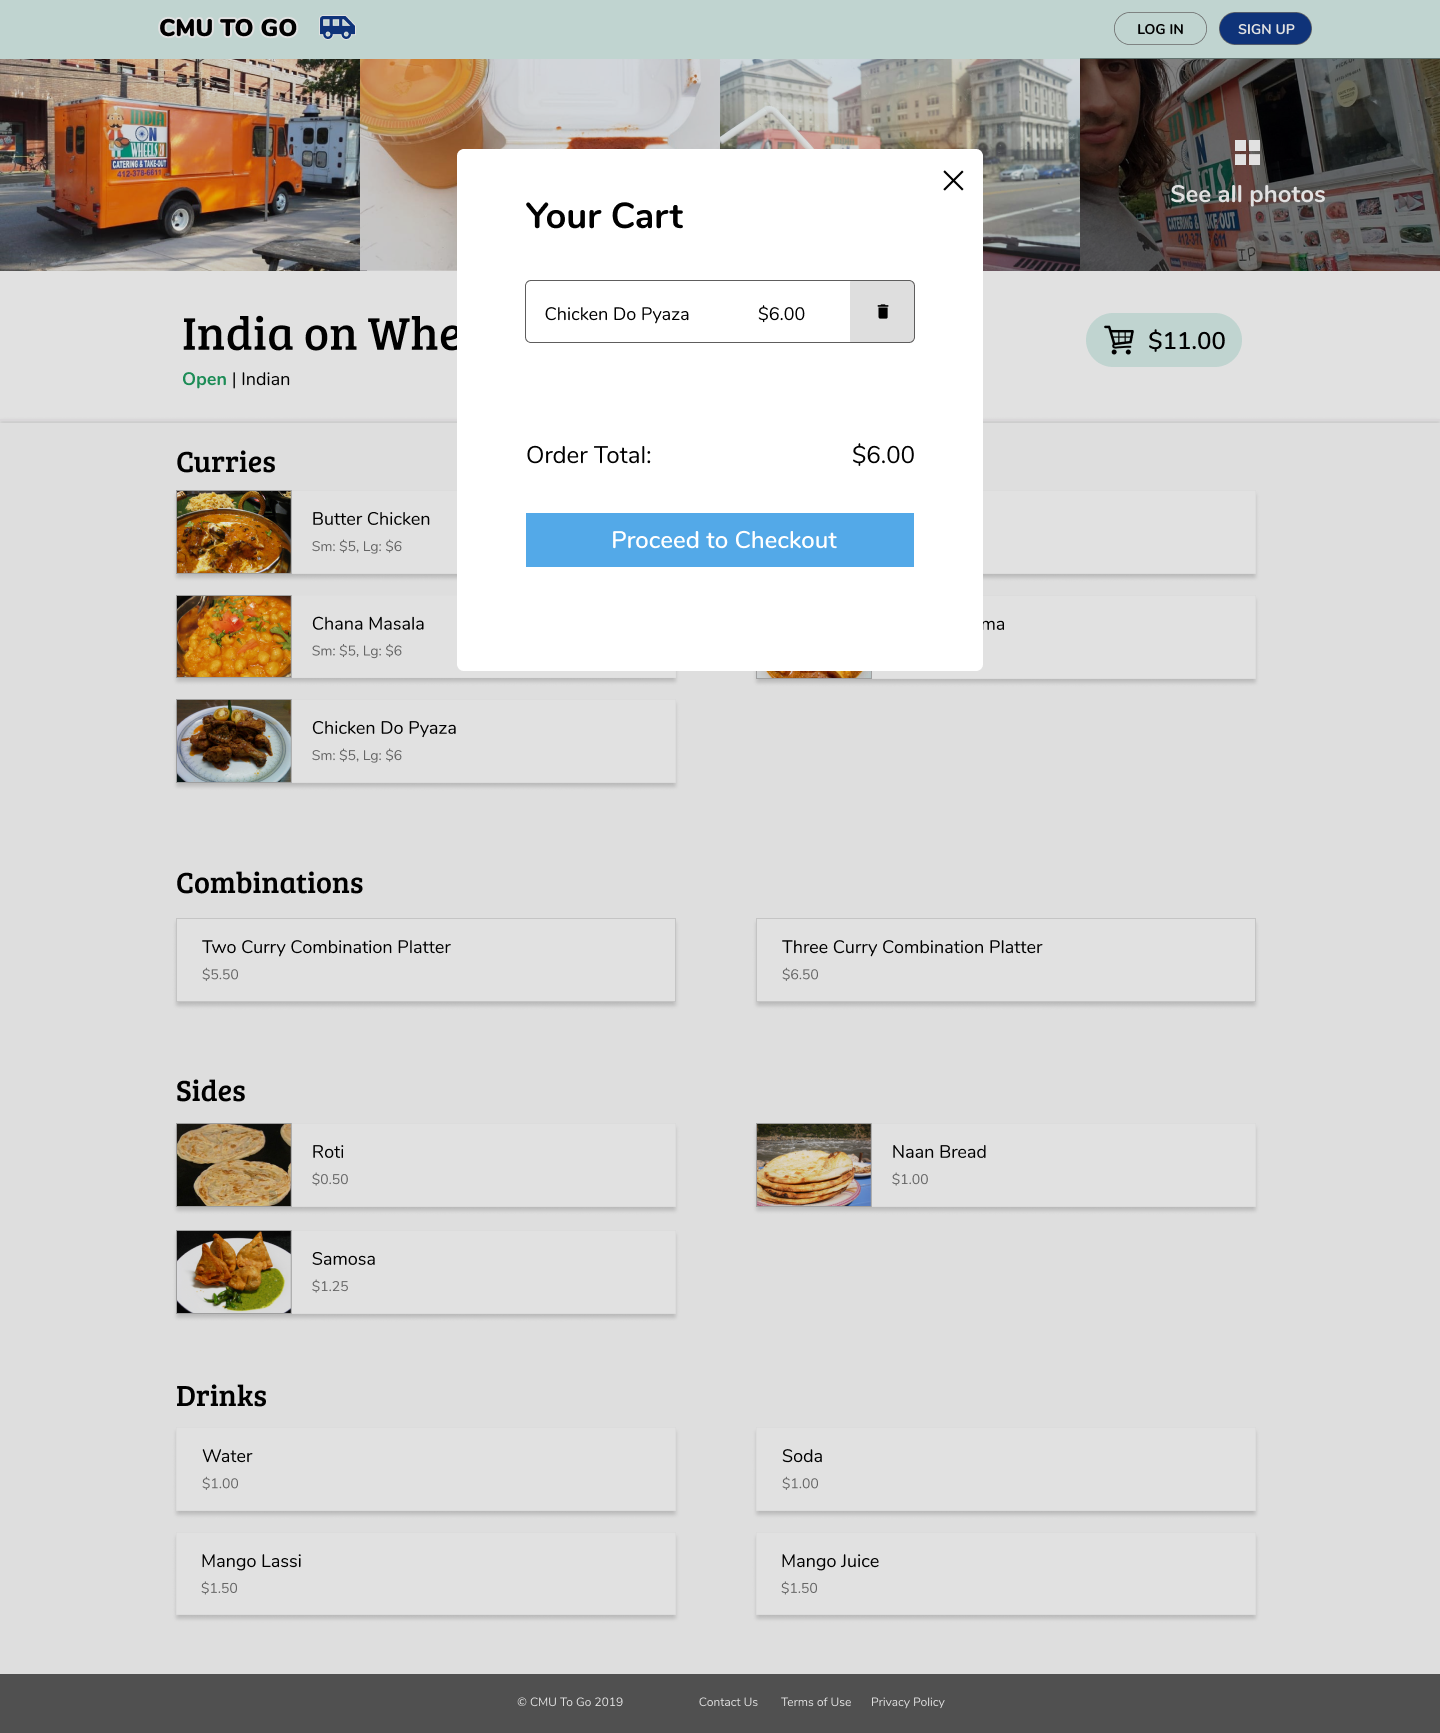 CMU TO GO
LOG IN
SIGN UP
INDIA
ON
WHEELS
CATERING & TAKE-OUT
412-378-6611
See all photos
Your Cart
Chicken Do Pyaza $6.00
Order Total: $6.00
Proceed to Checkout
India on Whe
Open | Indian
$11.00
Curries
Butter Chicken
Sm: $5, Lg: $6
Chana Masala
Sm: $5, Lg: $6
ma
Chicken Do Pyaza
Sm: $5, Lg: $6
Combinations
Two Curry Combination Platter
$5.50
Three Curry Combination Platter
$6.50
Sides
Roti
$0.50
Naan Bread
$1.00
Samosa
$1.25
Drinks
Water
$1.00
Soda
$1.00
Mango Lassi
$1.50
Mango Juice
$1.50
© CMU To Go 2019
Contact Us
Terms of Use
Privacy Policy